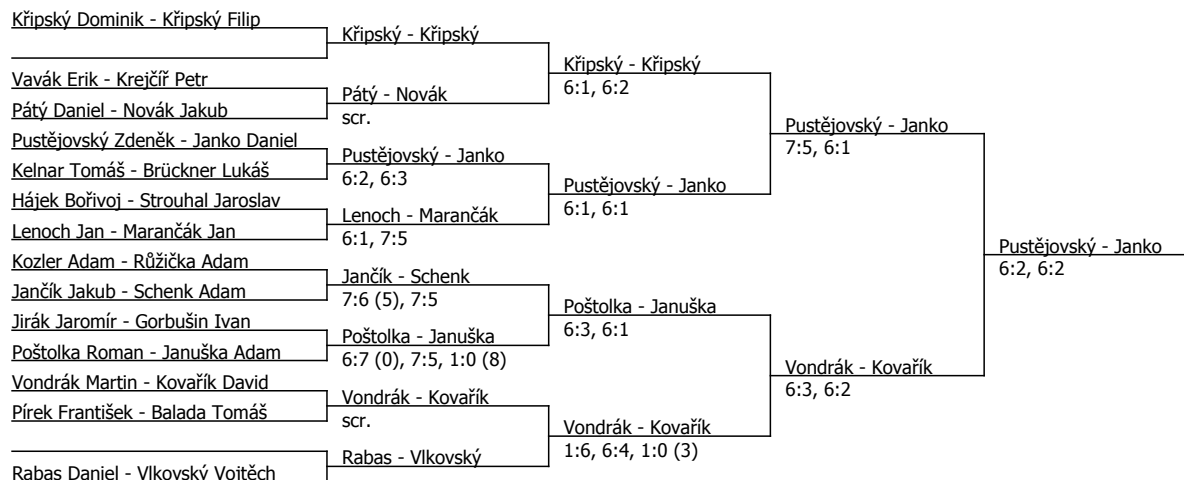 Křipský Dominik - Křipský Filip
Vavák Erik - Krejčíř Petr
Pátý Daniel - Novák Jakub
Pustějovský Zdeněk - Janko Daniel
Kelnar Tomáš - Brückner Lukáš
Hájek Bořivoj - Strouhal Jaroslav
Lenoch Jan - Marančák Jan
Kozler Adam - Růžička Adam
Jančík Jakub - Schenk Adam
Jirák Jaromír - Gorbušin Ivan
Poštolka Roman - Januška Adam
Vondrák Martin - Kovařík David
Pírek František - Balada Tomáš
Rabas Daniel - Vlkovský Vojtěch
Křipský - Křipský
Pátý - Novák
scr.
Pustějovský - Janko
6:2, 6:3
Lenoch - Marančák
6:1, 7:5
Jančík - Schenk
7:6 (5), 7:5
Poštolka - Januška
6:7 (0), 7:5, 1:0 (8)
Vondrák - Kovařík
scr.
Rabas - Vlkovský
Křipský - Křipský
6:1, 6:2
Pustějovský - Janko
6:1, 6:1
Poštolka - Januška
6:3, 6:1
Vondrák - Kovařík
1:6, 6:4, 1:0 (3)
Pustějovský - Janko
7:5, 6:1
Vondrák - Kovařík
6:3, 6:2
Pustějovský - Janko
6:2, 6:2